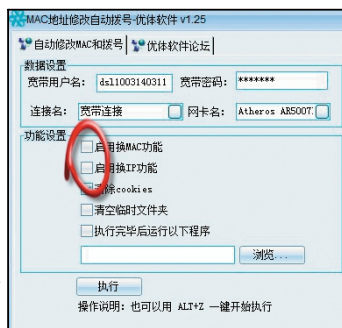 MAC地址修改自动拨号-优体软件 v1.25
自动修改MAC和拨号 优体软件论坛
数据设置
宽带用户名: dsl1003140311 宽带密码: *******
连接名: 宽带连接 网卡名: Atheros AR5007
功能设置
启用换MAC功能
启用换IP功能
清除cookies
清空临时文件夹
执行完毕后运行以下程序
浏览...
执行
操作说明: 也可以用 ALT+Z 一键开始执行